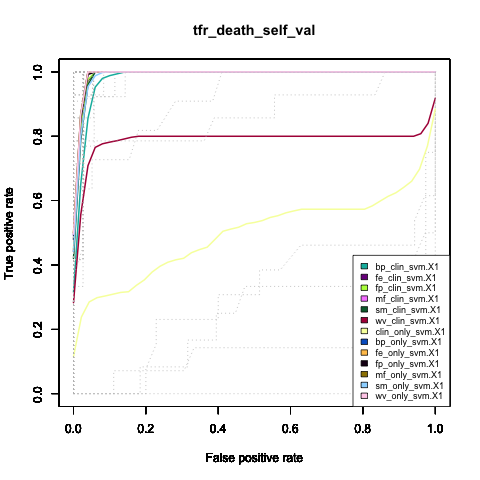 tfr_death_self_val
True positive rate
1.0
0.8
0.6
0.4
0.2
0.0
bp_clin_svm.X1
fe_clin_svm.X1
fp_clin_svm.X1
mf_clin_svm.X1
sm_clin_svm.X1
wv_clin_svm.X1
clin_only_svm.X1
bp_only_svm.X1
fe_only_svm.X1
fp_only_svm.X1
mf_only_svm.X1
sm_only_svm.X1
wv_only_svm.X1
0.0 0.2 0.4 0.6 0.8 1.0
False positive rate